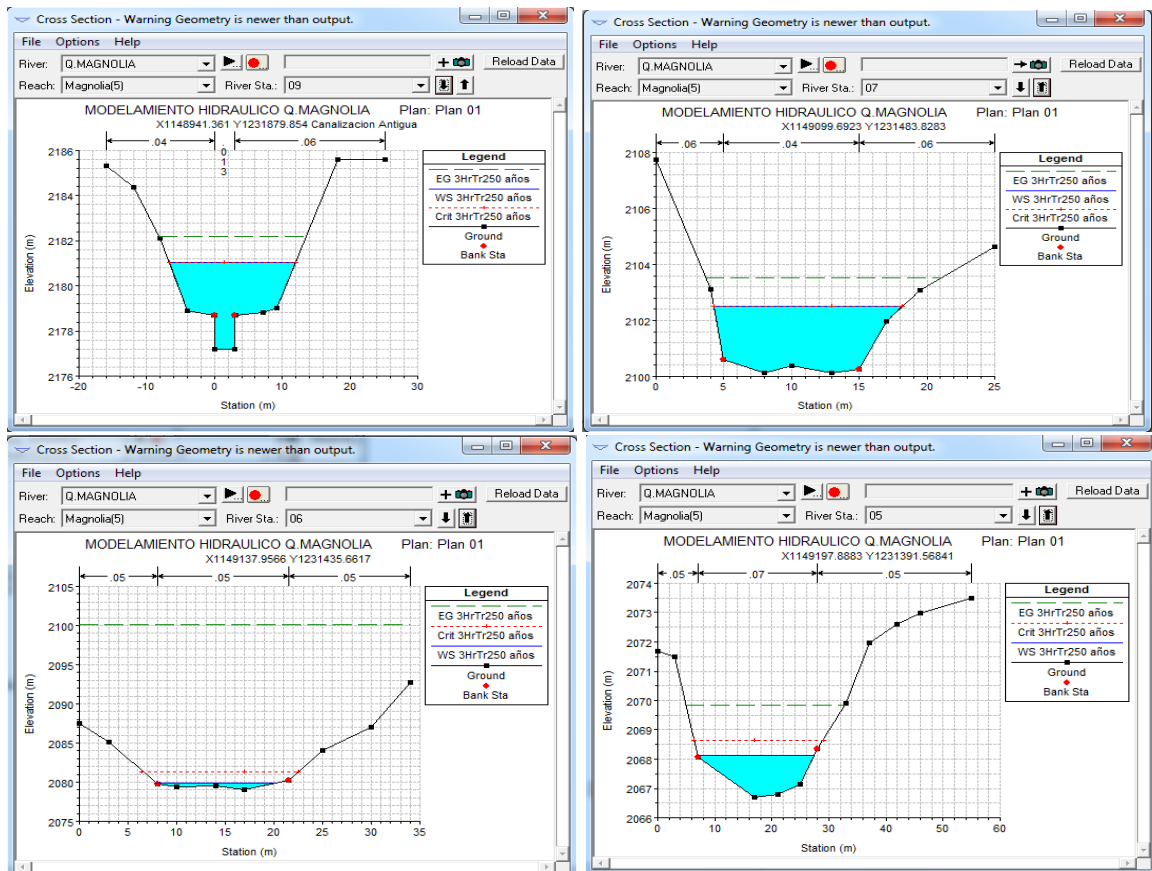 Cross Section - Warning Geometry is newer than output.
File Options Help
River: Q.MAGNOLIA Reload Data
Reach: Magnolia(5) River Sta.: 09
MODELAMIENTO HIDRAULICO Q.MAGNOLIA Plan: Plan 01
X1148941.361 Y1231879.854 Canalizacion Antigua
.04 .013 .06
2186
2184
2182
2180
2178
2176
Elevation (m)
-20 -10 0 10 20 30
Station (m)
Legend
EG 3HrTr250 años
WS 3HrTr250 años
Crit 3HrTr250 años
Ground
Bank Sta
Cross Section - Warning Geometry is newer than output.
File Options Help
River: Q.MAGNOLIA Reload Data
Reach: Magnolia(5) River Sta.: 07
MODELAMIENTO HIDRAULICO Q.MAGNOLIA Plan: Plan 01
X1149099.6923 Y1231483.8283
.06 .04 .06
2108
2106
2104
2102
2100
Elevation (m)
0 5 10 15 20 25
Station (m)
Legend
EG 3HrTr250 años
WS 3HrTr250 años
Crit 3HrTr250 años
Ground
Bank Sta
Cross Section - Warning Geometry is newer than output.
File Options Help
River: Q.MAGNOLIA Reload Data
Reach: Magnolia(5) River Sta.: 06
MODELAMIENTO HIDRAULICO Q.MAGNOLIA Plan: Plan 01
X1149137.9566 Y1231435.6617
.05 .05 .05
2105
2100
2095
2090
2085
2080
2075
Elevation (m)
0 5 10 15 20 25 30 35
Station (m)
Legend
EG 3HrTr250 años
Crit 3HrTr250 años
WS 3HrTr250 años
Ground
Bank Sta
Cross Section - Warning Geometry is newer than output.
File Options Help
River: Q.MAGNOLIA Reload Data
Reach: Magnolia(5) River Sta.: 05
MODELAMIENTO HIDRAULICO Q.MAGNOLIA Plan: Plan 01
X1149197.8883 Y1231391.56841
.05 .07 .05
2074
2073
2072
2071
2070
2069
2068
2067
2066
Elevation (m)
0 10 20 30 40 50 60
Station (m)
Legend
EG 3HrTr250 años
Crit 3HrTr250 años
WS 3HrTr250 años
Ground
Bank Sta